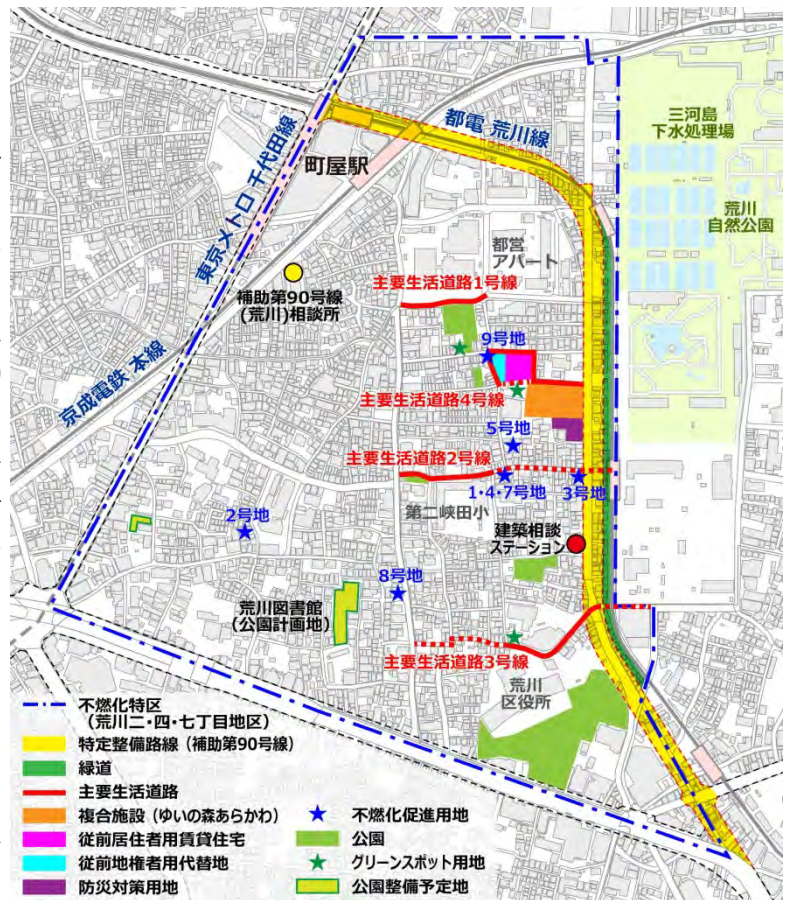 三河島
下水処理場
荒川
自然公園
都電 荒川線
町屋駅
東京メトロ 千代田線
都営
アパート
補助第90号線
(荒川)相談所
主要生活道路1号線
9号地
京成電鉄 本線
主要生活道路4号線
5号地
主要生活道路2号線
1・4・7号地
3号地
2号地
第二峡田小
建築相談
ステーション
8号地
荒川図書館
(公園計画地)
主要生活道路3号線
荒川
区役所
不燃化特区
(荒川二・四・七丁目地区)
特定整備路線(補助第90号線)
緑道
主要生活道路
複合施設(ゆいの森あらかわ)
従前居住者用賃貸住宅
従前地権者用代替地
防災対策用地
不燃化促進用地
公園
グリーンスポット用地
公園整備予定地